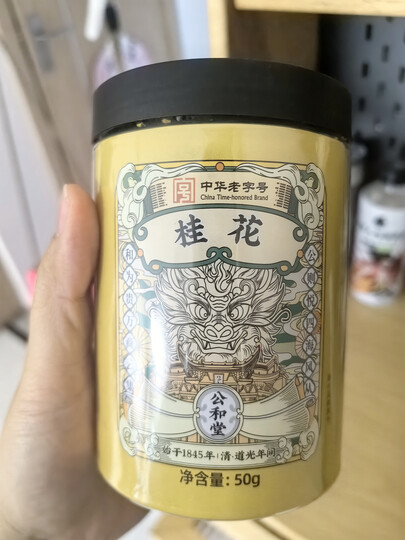 中华老字号
China Time-honored Brand
桂花
公和堂
始于1845年 清·道光年间
净含量: 50g